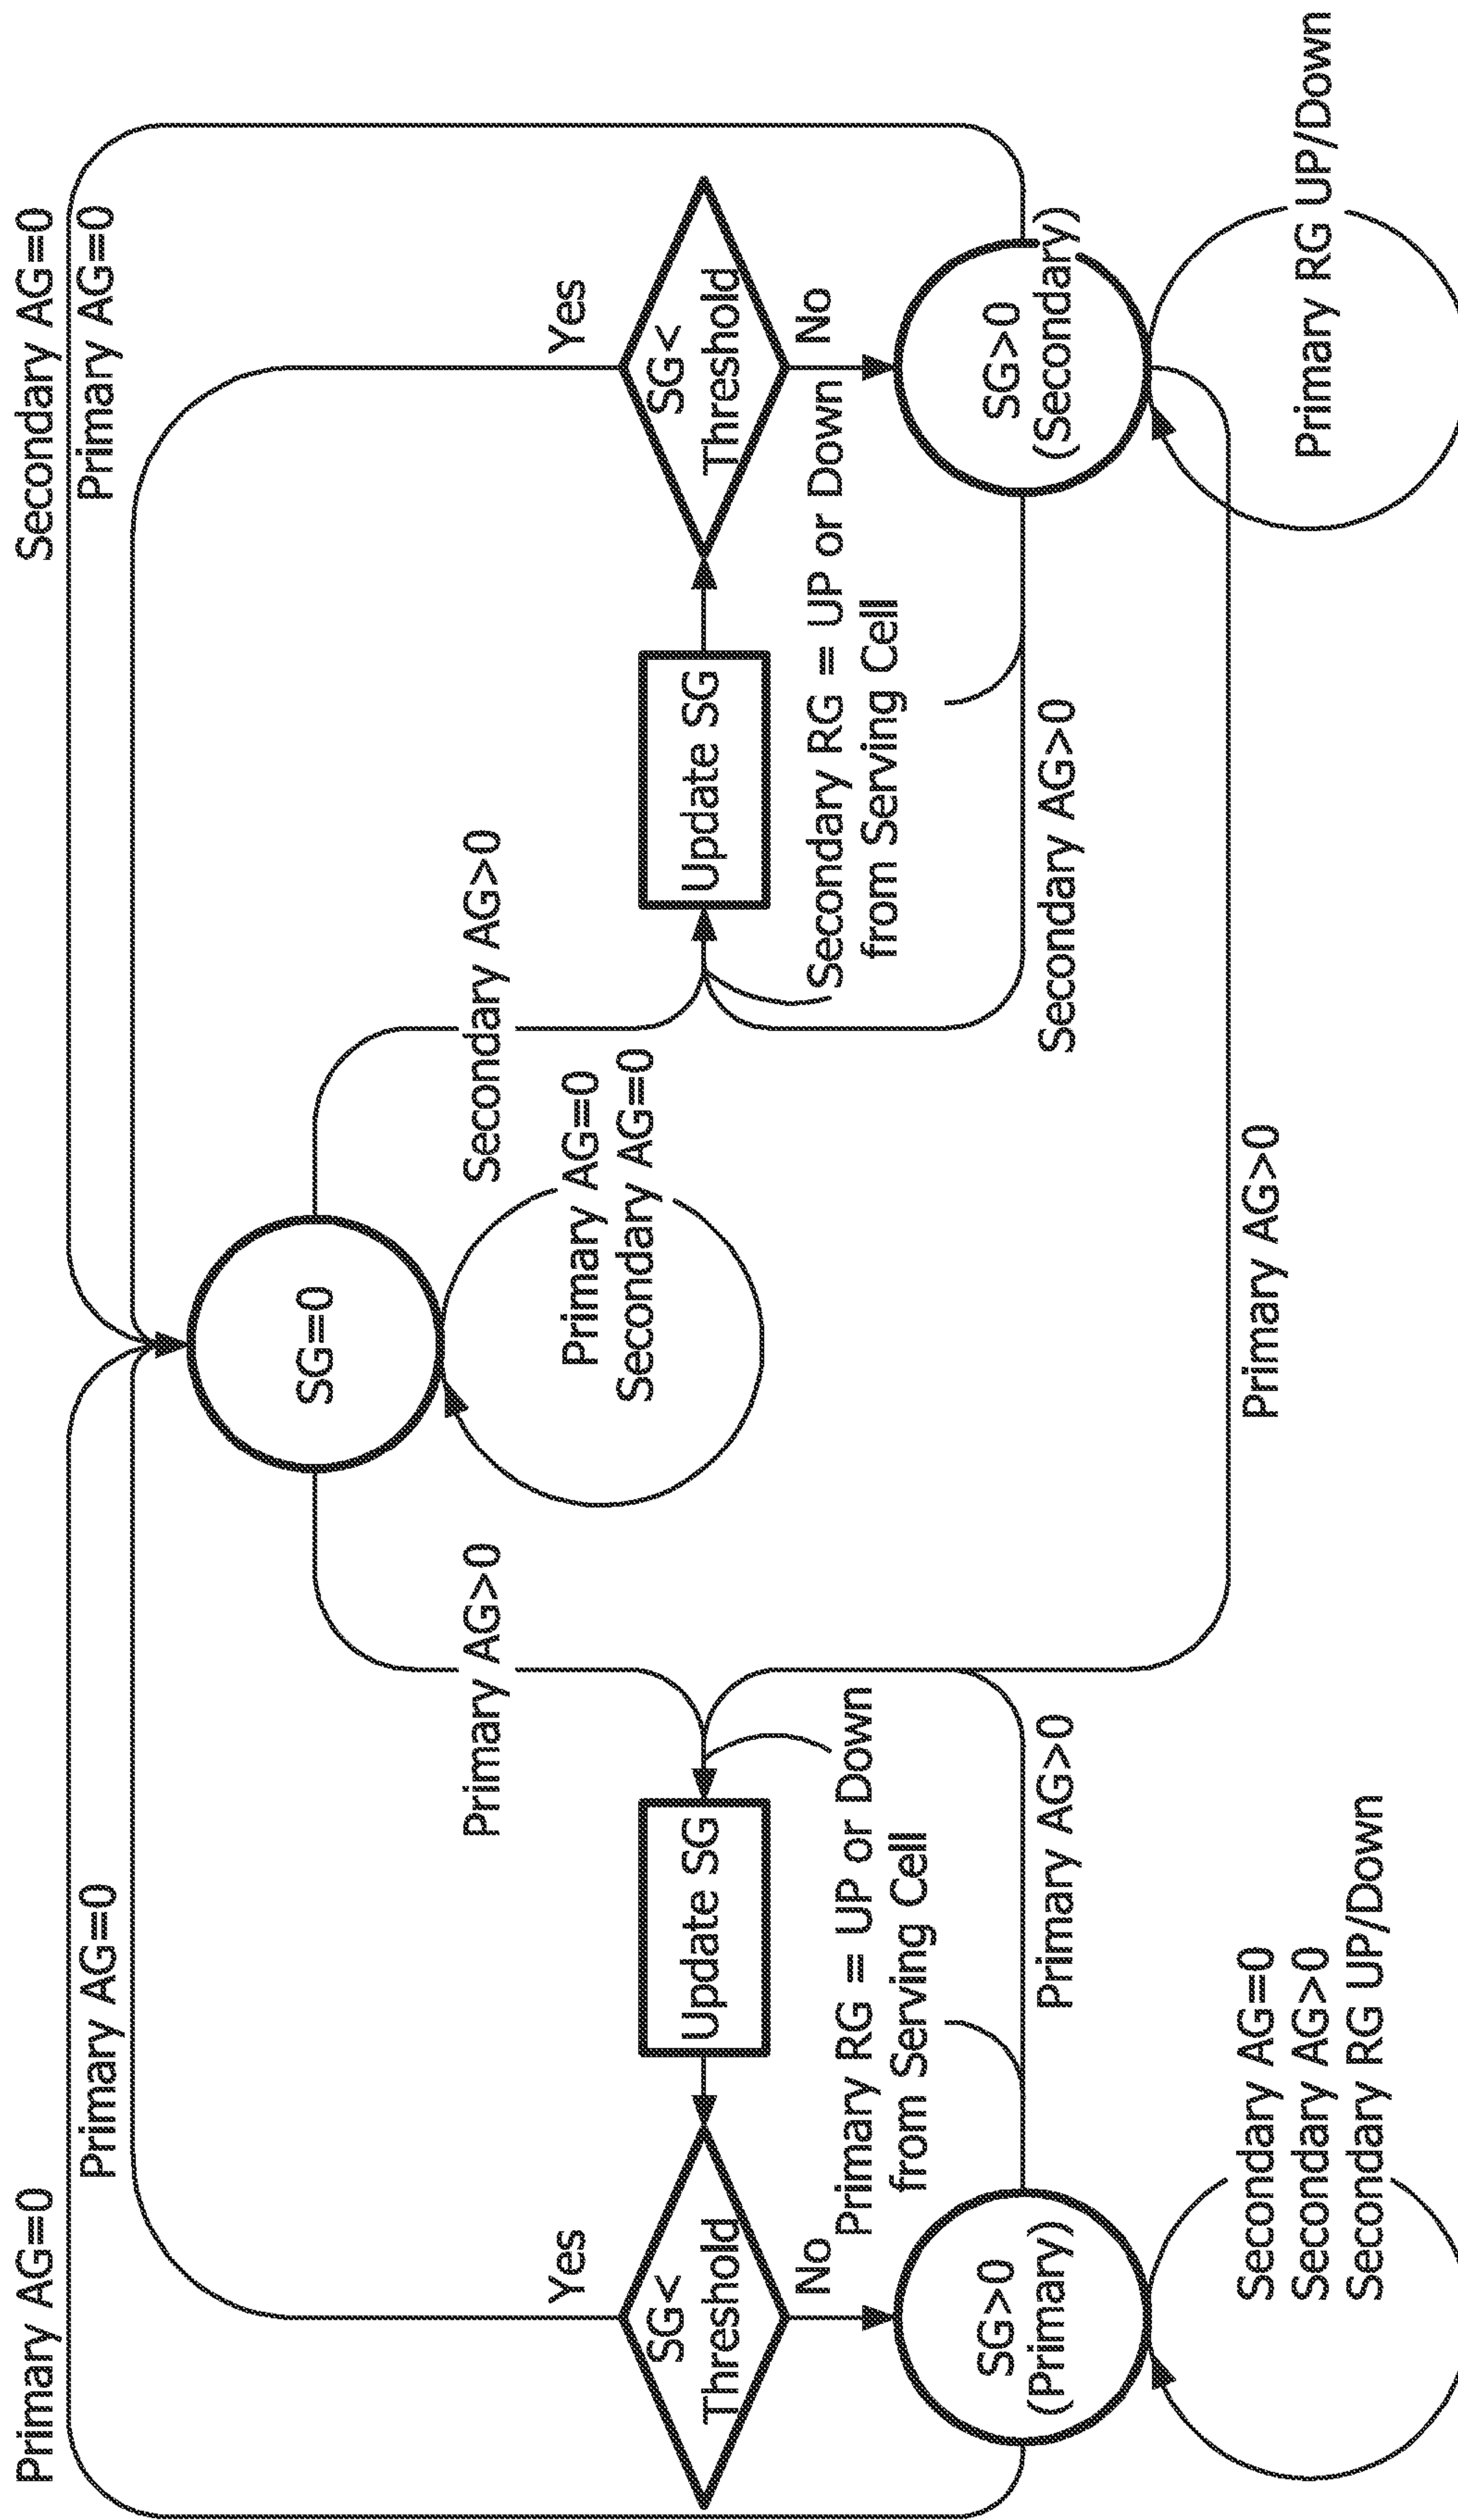 Primary AG=0
Primary AG=0
Secondary AG=0
Primary AG=0
SG=0
Primary AG>0
Secondary AG>0
Primary AG=0
Secondary AG=0
Yes
Yes
SG<
Threshold
Update SG
Update SG
SG<
Threshold
No
No
Primary RG = UP or Down
from Serving Cell
Secondary RG = UP or Down
from Serving Cell
SG>0
(Primary)
Primary AG>0
Secondary AG>0
SG>0
(Secondary)
Primary AG>0
Secondary AG=0
Secondary AG>0
Secondary RG UP/Down
Primary RG UP/Down